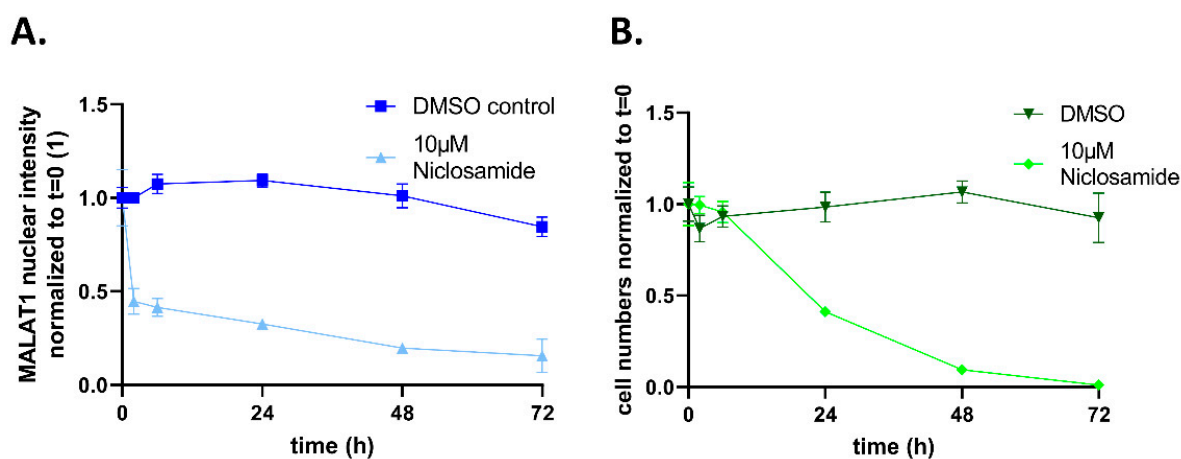 A.
MALAT1 nuclear intensity
normalized to t=0 (1)
1.5
1.0
0.5
0.0
0
24
48
72
time (h)
DMSO control
10µM
Niclosamide
B.
cell numbers normalized to t=0
1.5
1.0
0.5
0.0
0
24
48
72
time (h)
DMSO
10µM
Niclosamide